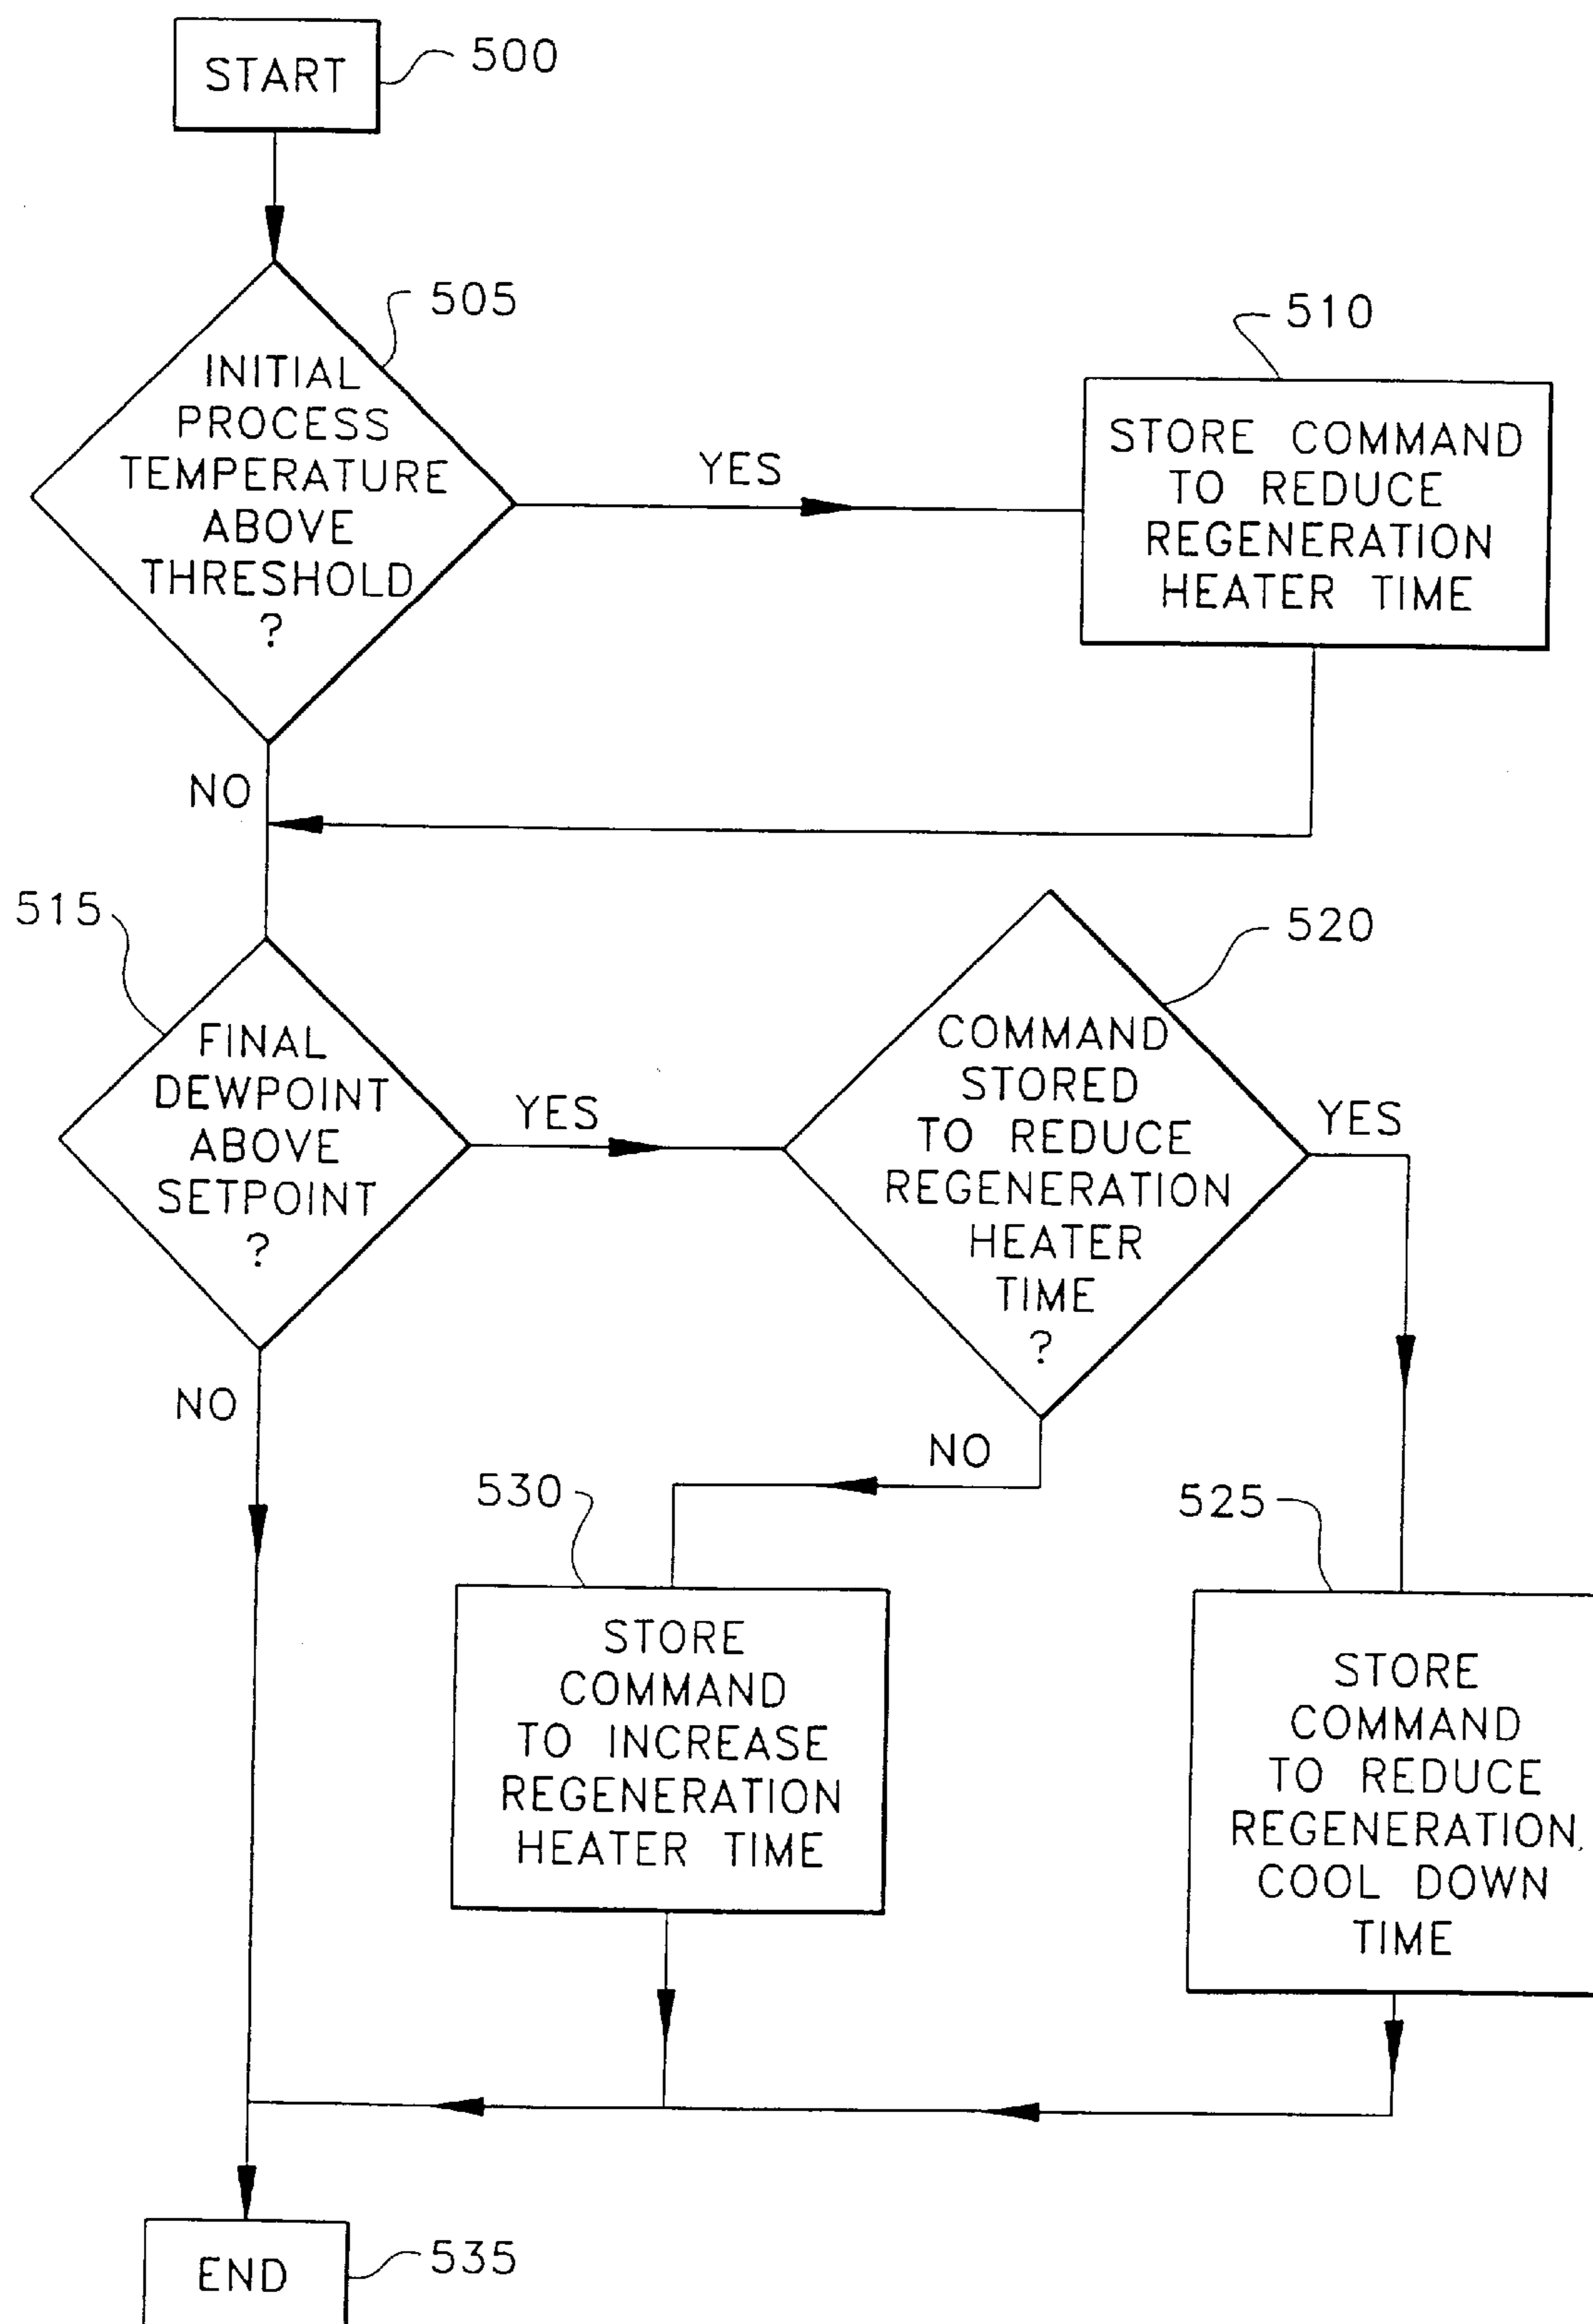 START
500
505
INITIAL
PROCESS
TEMPERATURE
ABOVE
THRESHOLD
?
YES
510
STORE COMMAND
TO REDUCE
REGENERATION
HEATER TIME
NO
515
FINAL
DEWPOINT
ABOVE
SETPOINT
?
YES
520
COMMAND
STORED
TO REDUCE
REGENERATION
HEATER
TIME
?
YES
NO
NO
530
STORE
COMMAND
TO INCREASE
REGENERATION
HEATER TIME
525
STORE
COMMAND
TO REDUCE
REGENERATION
COOL DOWN
TIME
END
535